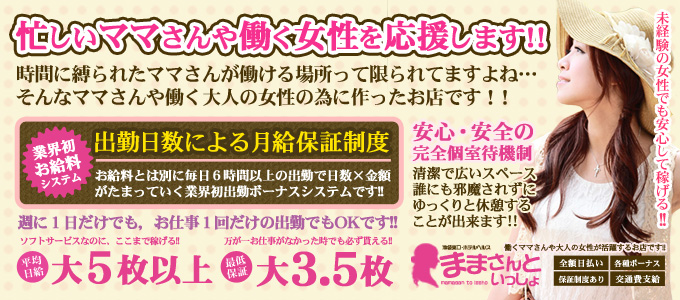 忙しいママさんや働く女性を応援します!!
時間に縛られたママさんが働ける場所って限られてますよね…
そんなママさんや働く大人の女性の為に作ったお店です！！
未経験の女性でも安心して稼げる!!
業界初
お給料
システム
出勤日数による月給保証制度
お給料とは別に毎日６時間以上の出勤で日数×金額
がたまっていく業界初出勤ボーナスシステムです!!
安心・安全の
完全個室待機制
清潔で広いスペース
誰にも邪魔されずに
ゆっくりと休憩する
ことが出来ます!!
週に１日だけでも，お仕事１回だけの出勤でもOKです!!
ソフトサービスなのに、ここまで稼げる!!
平均
日給
大５枚以上
万が一お仕事がなかった時でも必ず貰える!!
最低
保証
大3.5枚
池袋東口・ホテルヘルス
ままさんと
いっしょ
mamasan to issho
働くママさんや大人の女性が活躍するお店です!!
全額日払い
各種ボーナス
保証制度あり
交通費支給